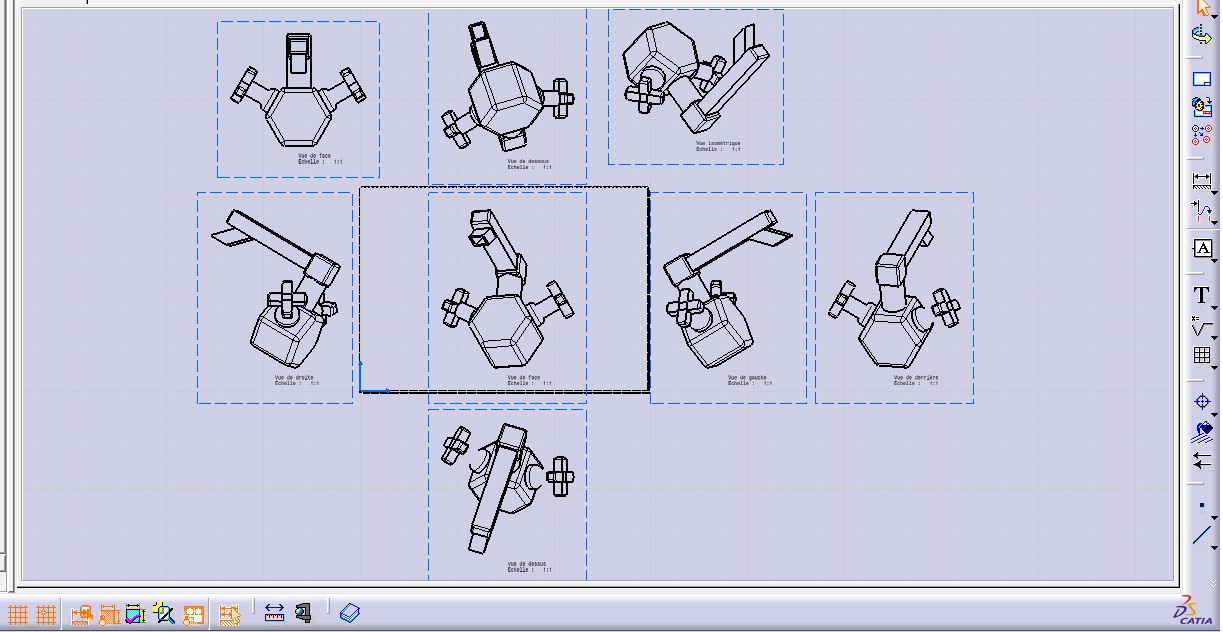 Vue de face
Echelle : 1:1
Vue de dessous
Echelle : 1:1
Vue isométrique
Echelle : 1:1
Vue de droite
Echelle : 1:1
Vue de face
Echelle : 1:1
Vue de gauche
Echelle : 1:1
Vue de derrière
Echelle : 1:1
Vue de dessus
Echelle : 1:1
A
T
CATIA